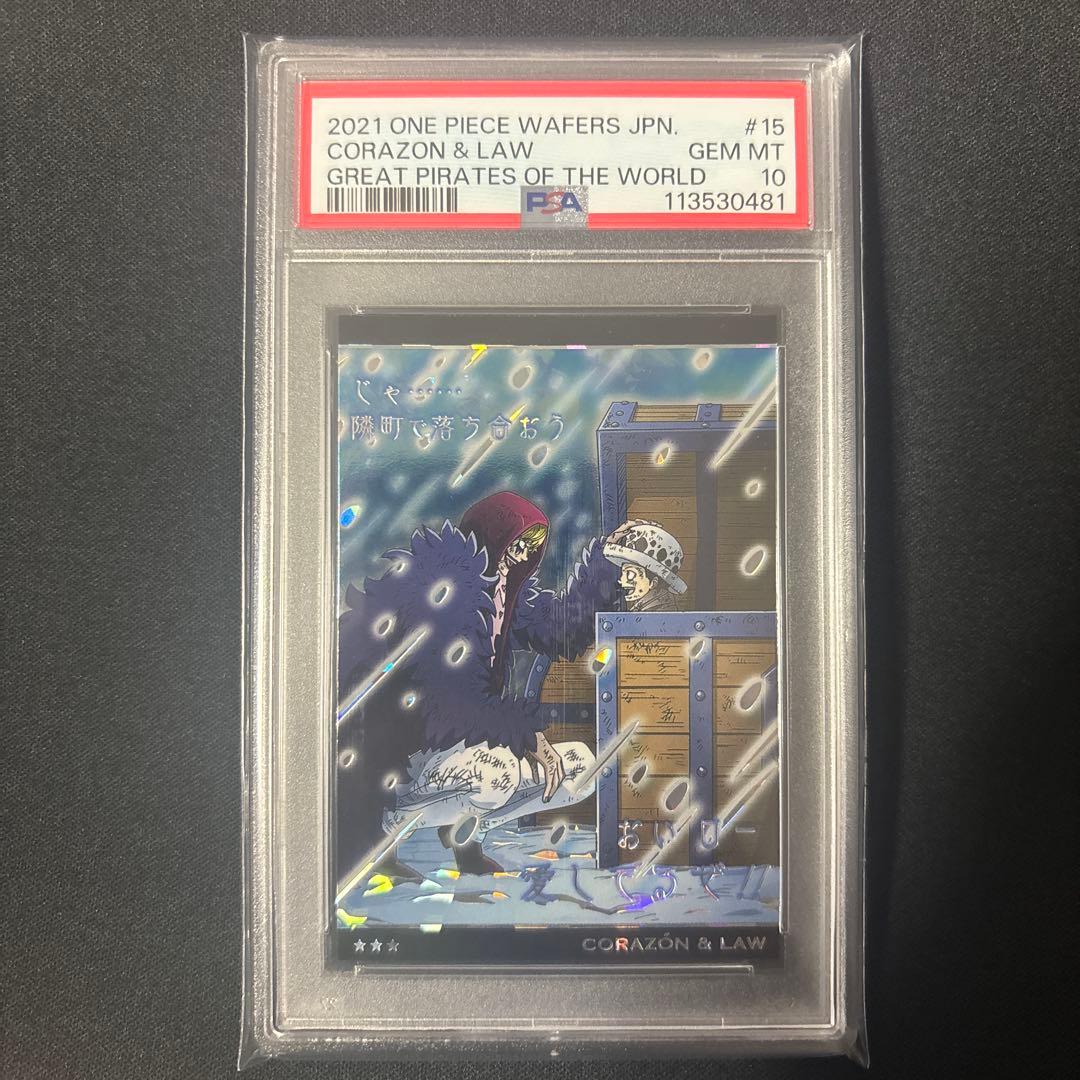 2021 ONE PIECE WAFERS JPN. #15
CORAZON & LAW GEM MT
GREAT PIRATES OF THE WORLD 10
PSA 113530481
じゃ……
隣町で落ち合おう
おいロー
愛してるぜ!!
CORAZÓN & LAW